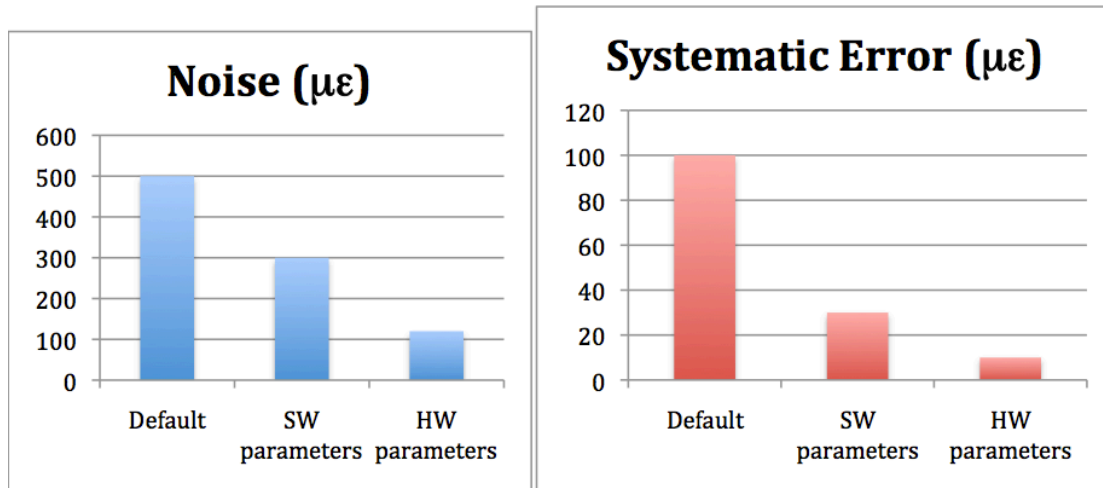 Noise (με)
600
500
400
300
200
100
0
Default
SW parameters
HW parameters
Systematic Error (με)
120
100
80
60
40
20
0
Default
SW parameters
HW parameters